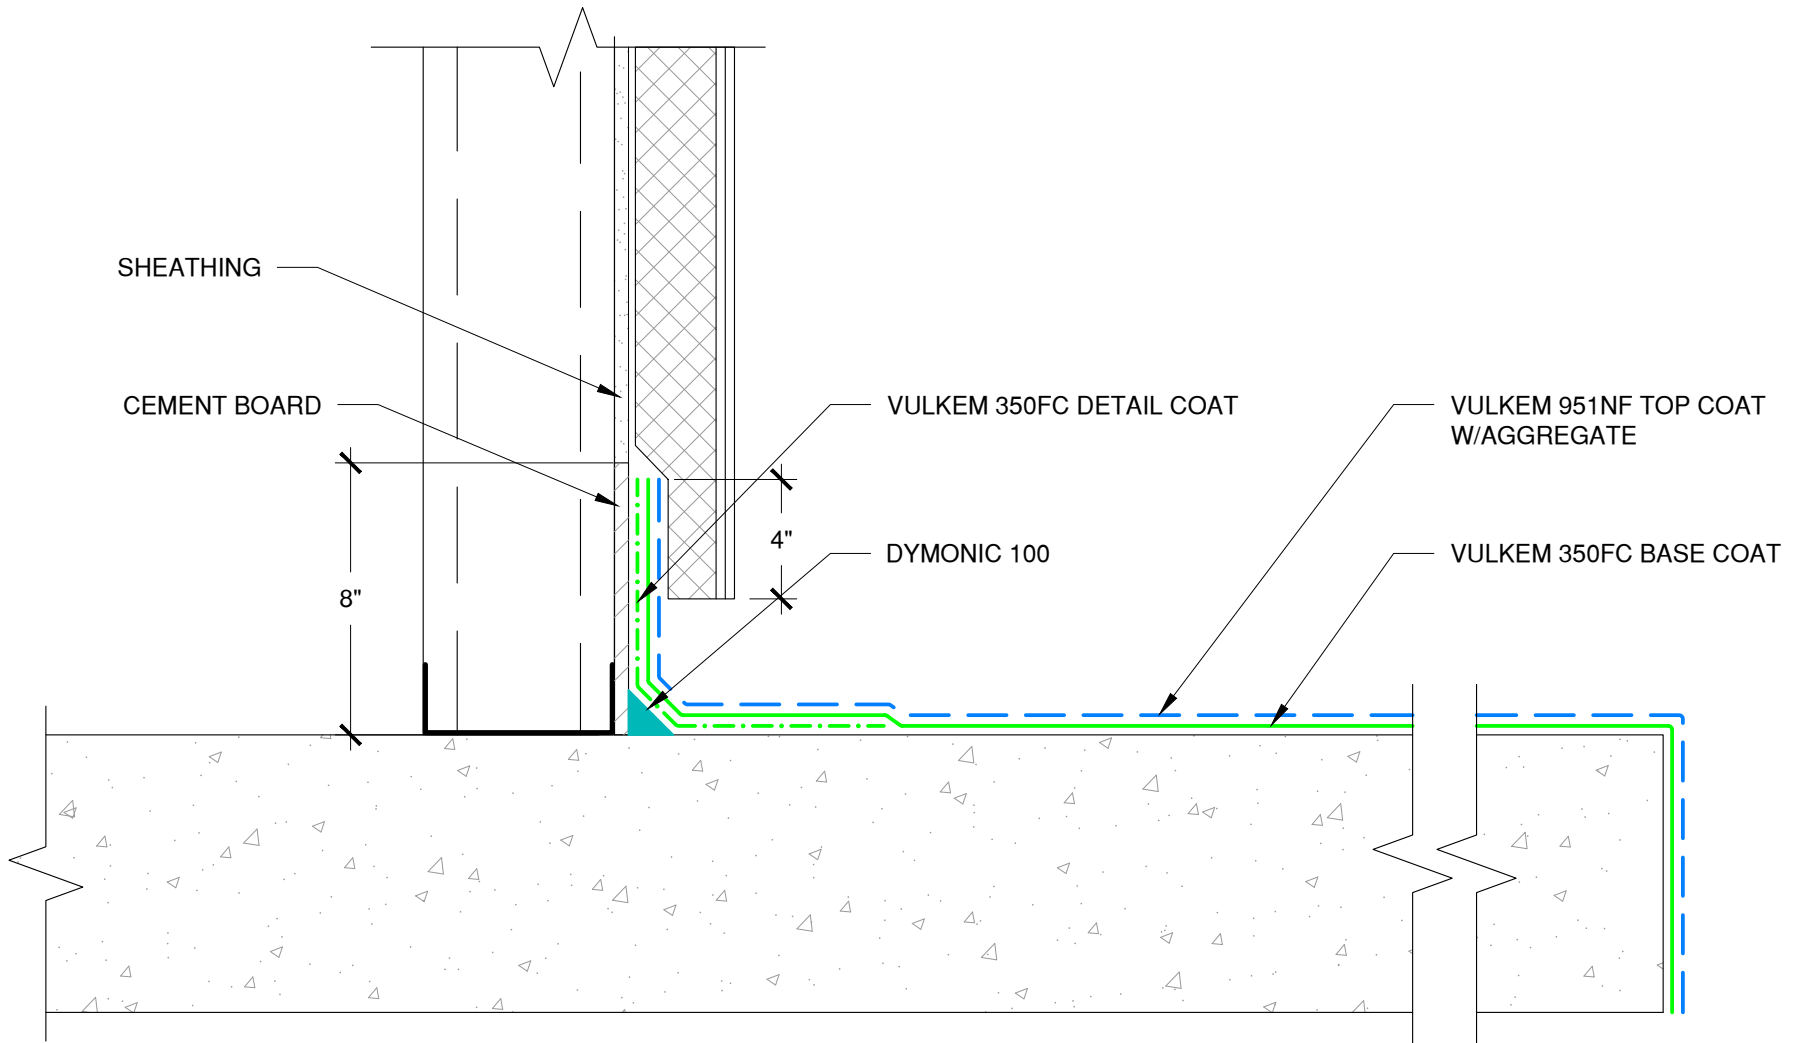 SHEATHING
CEMENT BOARD
VULKEM 350FC DETAIL COAT
VULKEM 951NF TOP COAT
W/AGGREGATE
4"
DYMONIC 100
VULKEM 350FC BASE COAT
8"